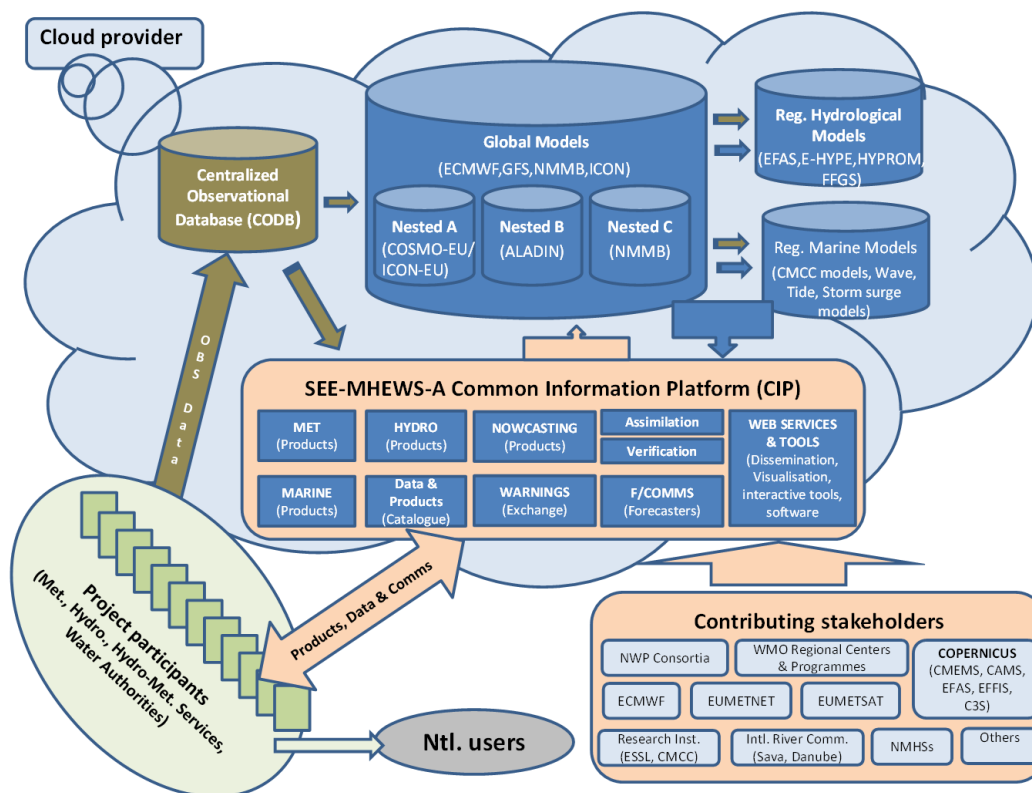 Cloud provider
Centralized
Observational
Database (CODB)
Global Models
(ECMWF,GFS,NMMB,ICON)
Nested A
(COSMO-EU/
ICON-EU)
Nested B
(ALADIN)
Nested C
(NMMB)
Reg. Hydrological
Models
(EFAS,E-HYPE,HYPROM,
FFGS)
Reg. Marine Models
(CMCC models, Wave,
Tide, Storm surge
models)
OBS Data
SEE-MHEWS-A Common Information Platform (CIP)
MET
(Products)
HYDRO
(Products)
NOWCASTING
(Products)
Assimilation
Verification
WEB SERVICES
& TOOLS
(Dissemination,
Visualisation,
interactive tools,
software
MARINE
(Products)
Data &
Products
(Catalogue)
WARNINGS
(Exchange)
F/COMMS
(Forecasters)
Products, Data & Comms
Project participants
(Met., Hydro., Hydro-Met. Services,
Water Authorities)
Ntl. users
Contributing stakeholders
NWP Consortia
WMO Regional Centers
& Programmes
COPERNICUS
(CMEMS, CAMS,
EFAS, EFFIS,
C3S)
ECMWF
EUMETNET
EUMETSAT
Research Inst.
(ESSL, CMCC)
Intl. River Comm.
(Sava, Danube)
NMHSs
Others